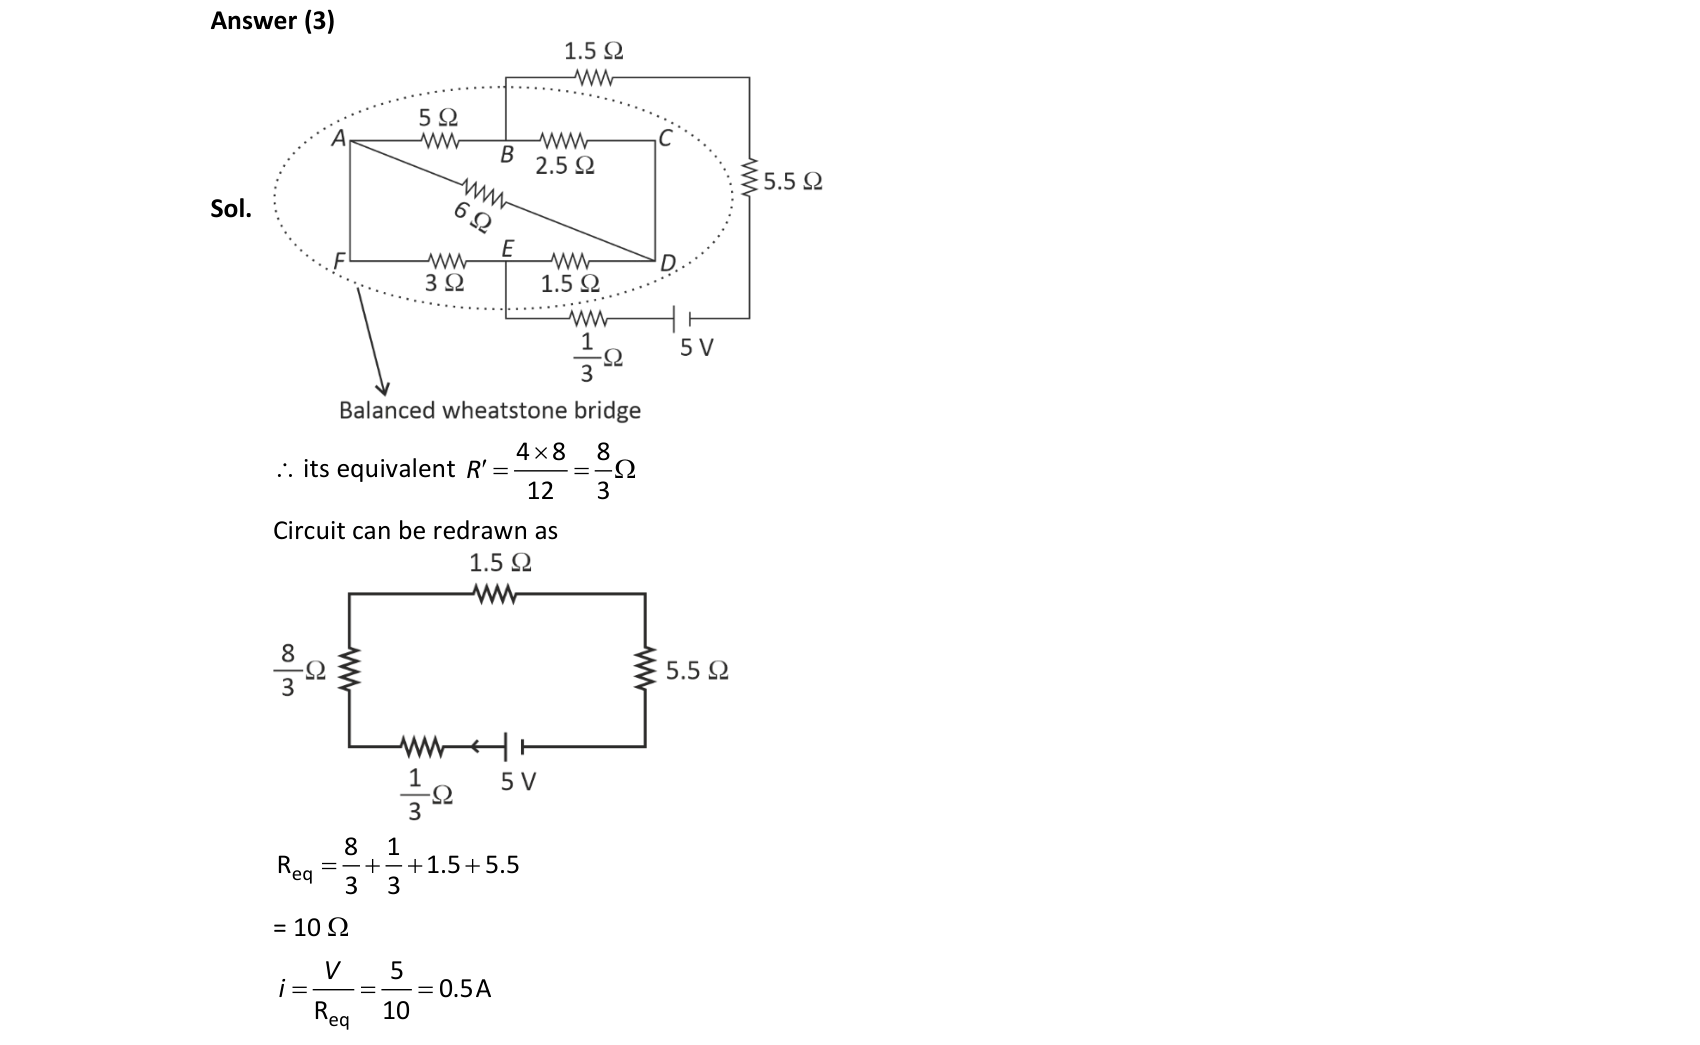 Answer (3)
1.5 Ω
5 Ω
A
B
2.5 Ω
C
5.5 Ω
Sol.
6 Ω
E
F
3 Ω
1.5 Ω
D
1/3 Ω
5 V
Balanced wheatstone bridge
∴ its equivalent R′ = 4 × 8 / 12 = 8/3 Ω
Circuit can be redrawn as
1.5 Ω
8/3 Ω
5.5 Ω
1/3 Ω
5 V
R_eq = 8/3 + 1/3 + 1.5 + 5.5
= 10 Ω
i = V/R_eq = 5/10 = 0.5 A